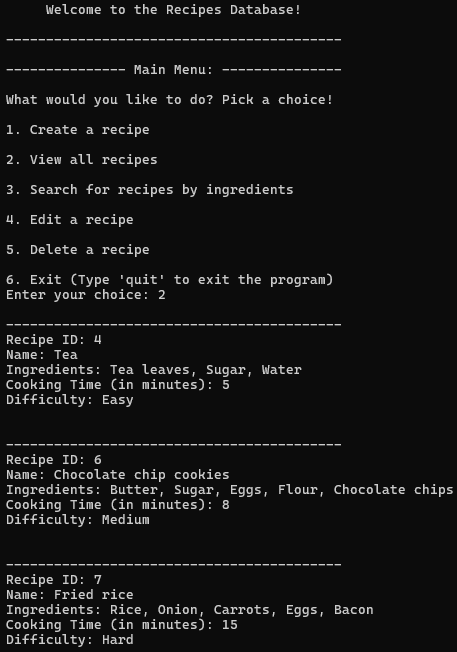 Welcome to the Recipes Database!
------------------------------------------
--------------- Main Menu: ---------------
What would you like to do? Pick a choice!
1. Create a recipe
2. View all recipes
3. Search for recipes by ingredients
4. Edit a recipe
5. Delete a recipe
6. Exit (Type 'quit' to exit the program)
Enter your choice: 2
------------------------------------------
Recipe ID: 4
Name: Tea
Ingredients: Tea leaves, Sugar, Water
Cooking Time (in minutes): 5
Difficulty: Easy
------------------------------------------
Recipe ID: 6
Name: Chocolate chip cookies
Ingredients: Butter, Sugar, Eggs, Flour, Chocolate chips
Cooking Time (in minutes): 8
Difficulty: Medium
------------------------------------------
Recipe ID: 7
Name: Fried rice
Ingredients: Rice, Onion, Carrots, Eggs, Bacon
Cooking Time (in minutes): 15
Difficulty: Hard